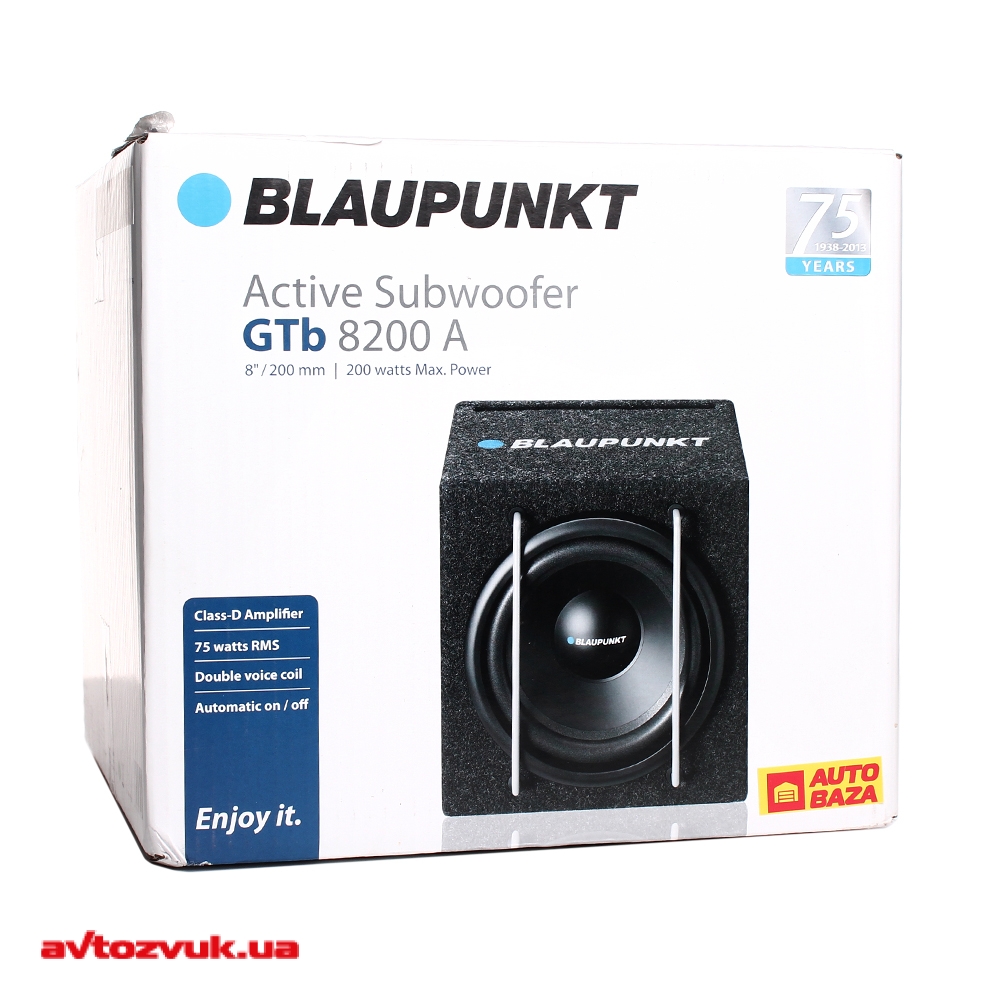 BLAUPUNKT
75
1938-2013
YEARS
Active Subwoofer
GTb 8200 A
8" / 200 mm | 200 watts Max. Power
BLAUPUNKT
BLAUPUNKT
Class-D Amplifier
75 watts RMS
Double voice coil
Automatic on / off
Enjoy it.
AUTO
BAZA
avtozvuk.ua